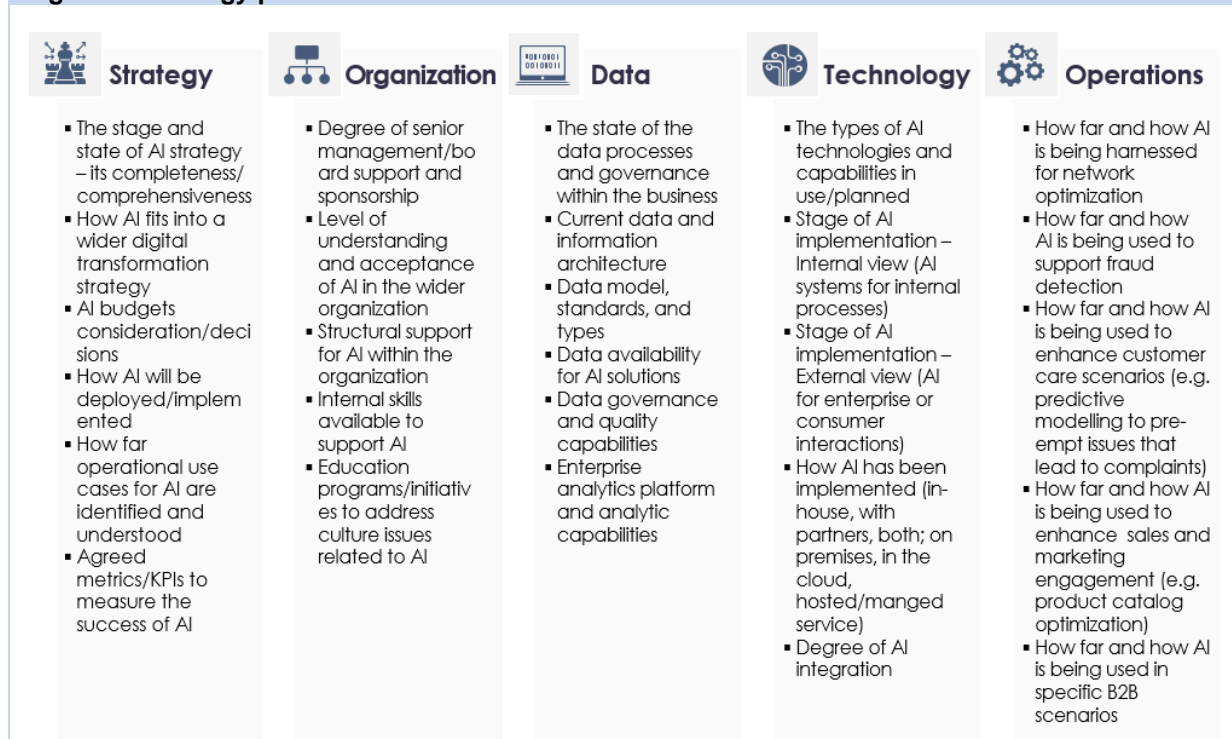 Strategy
The stage and
state of AI strategy
– its completeness/
comprehensiveness
How AI fits into a
wider digital
transformation
strategy
AI budgets
consideration/deci
sions
How AI will be
deployed/implem
ented
How far
operational use
cases for AI are
identified and
understood
Agreed
metrics/KPIs to
measure the
success of AI
Organization
Degree of senior
management/bo
ard support and
sponsorship
Level of
understanding
and acceptance
of AI in the wider
organization
Structural support
for AI within the
organization
Internal skills
available to
support AI
Education
programs/initiativ
es to address
culture issues
related to AI
Data
The state of the
data processes
and governance
within the business
Current data and
information
architecture
Data model,
standards, and
types
Data availability
for AI solutions
Data governance
and quality
capabilities
Enterprise
analytics platform
and analytic
capabilities
Technology
The types of AI
technologies and
capabilities in
use/planned
Stage of AI
implementation –
Internal view (AI
systems for internal
processes)
Stage of AI
implementation –
External view (AI
for enterprise or
consumer
interactions)
How AI has been
implemented (in-
house, with
partners, both; on
premises, in the
cloud,
hosted/manged
service)
Degree of AI
integration
Operations
How far and how AI
is being harnessed
for network
optimization
How far and how
AI is being used to
support fraud
detection
How far and how AI
is being used to
enhance customer
care scenarios (e.g.
predictive
modelling to pre-
empt issues that
lead to complaints)
How far and how AI
is being used to
enhance sales and
marketing
engagement (e.g.
product catalog
optimization)
How far and how AI
is being used in
specific B2B
scenarios